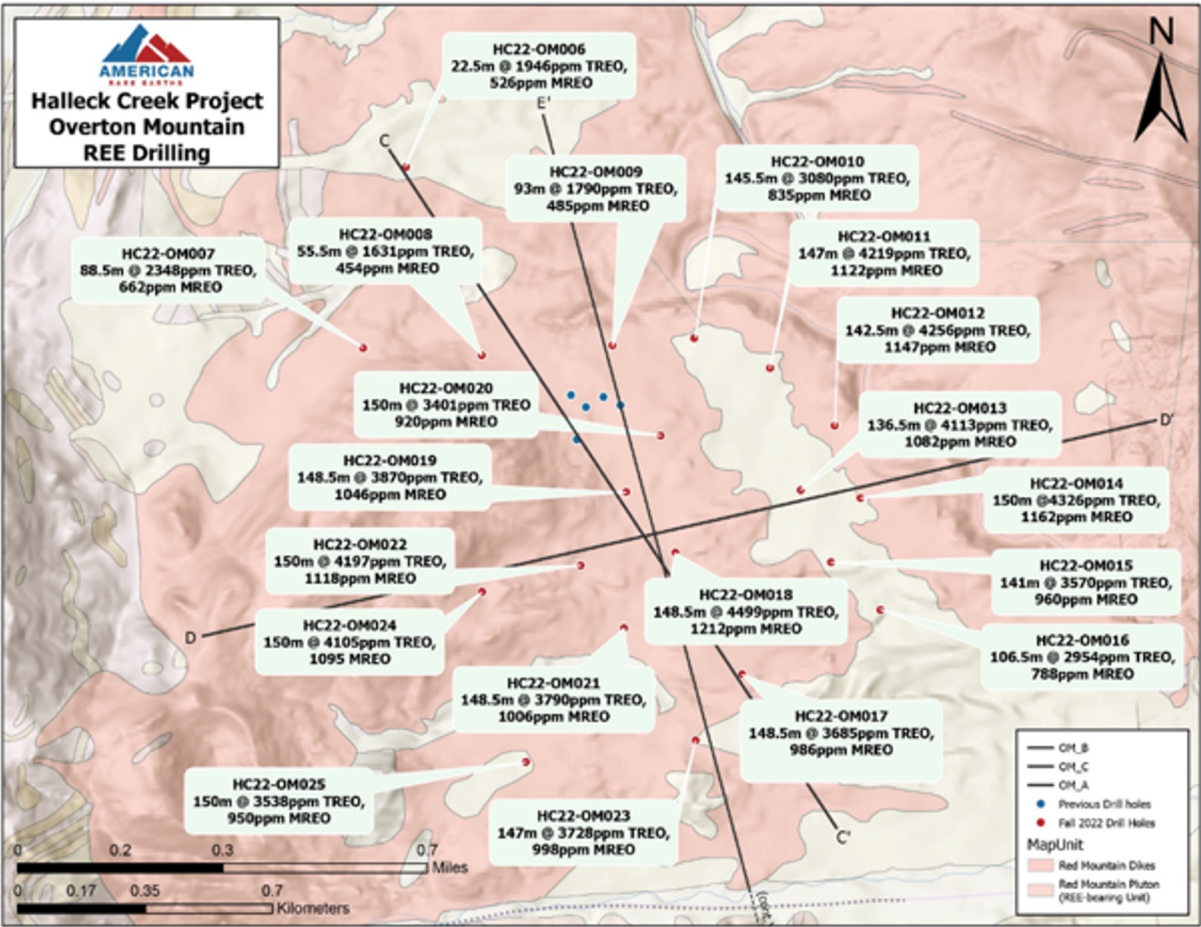 AMERICAN
RARE EARTHS
Halleck Creek Project
Overton Mountain
REE Drilling
N
HC22-OM006
22.5m @ 1946ppm TREO,
526ppm MREO
E'
C
HC22-OM009
93m @ 1790ppm TREO,
485ppm MREO
HC22-OM010
145.5m @ 3080ppm TREO,
835ppm MREO
HC22-OM007
88.5m @ 2348ppm TREO,
662ppm MREO
HC22-OM008
55.5m @ 1631ppm TREO,
454ppm MREO
HC22-OM011
147m @ 4219ppm TREO,
1122ppm MREO
HC22-OM012
142.5m @ 4256ppm TREO,
1147ppm MREO
HC22-OM020
150m @ 3401ppm TREO
920ppm MREO
HC22-OM013
136.5m @ 4113ppm TREO,
1082ppm MREO
D'
HC22-OM019
148.5m @ 3870ppm TREO,
1046ppm MREO
HC22-OM014
150m @4326ppm TREO,
1162ppm MREO
HC22-OM022
150m @ 4197ppm TREO,
1118ppm MREO
HC22-OM015
141m @ 3570ppm TREO,
960ppm MREO
HC22-OM018
148.5m @ 4499ppm TREO,
1212ppm MREO
D
HC22-OM024
150m @ 4105ppm TREO,
1095 MREO
HC22-OM016
106.5m @ 2954ppm TREO,
788ppm MREO
HC22-OM021
148.5m @ 3790ppm TREO,
1006ppm MREO
HC22-OM017
148.5m @ 3685ppm TREO,
986ppm MREO
HC22-OM025
150m @ 3538ppm TREO,
950ppm MREO
HC22-OM023
147m @ 3728ppm TREO,
998ppm MREO
C'
(cont.)
OM_B
OM_C
OM_A
Previous Drill holes
Fall 2022 Drill Holes
MapUnit
Red Mountain Dikes
Red Mountain Pluton
(REE-bearing Unit)
0 0.2 0.3 0.7
Miles
0 0.17 0.35 0.7
Kilometers